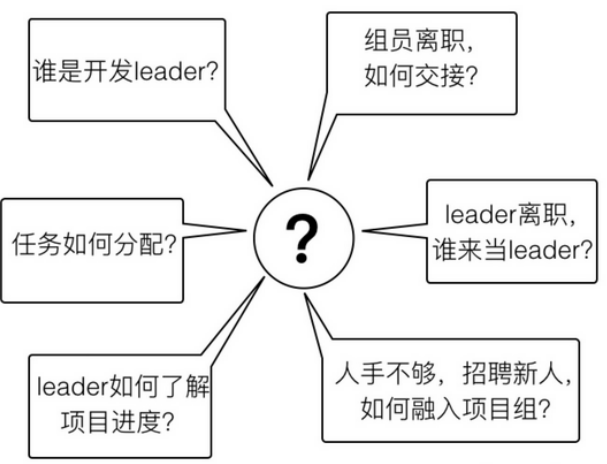 谁是开发leader?
组员离职，
如何交接?
任务如何分配?
leader离职，
谁来当leader?
?
leader如何了解
项目进度?
人手不够，招聘新人，
如何融入项目组?